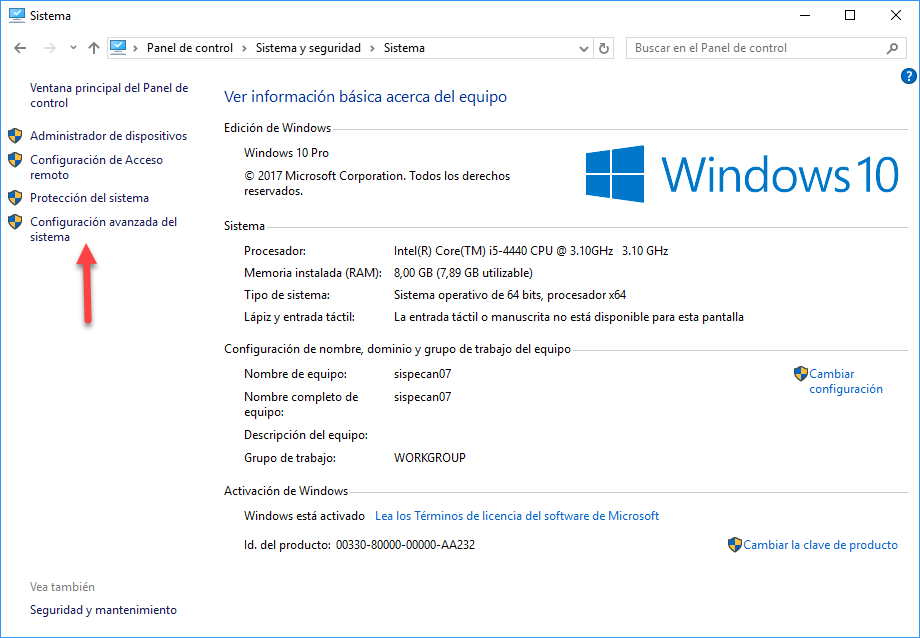 Sistema
Panel de control > Sistema y seguridad > Sistema
Buscar en el Panel de control
?
Ventana principal del Panel de
control
Administrador de dispositivos
Configuración de Acceso
remoto
Protección del sistema
Configuración avanzada del
sistema
Ver información básica acerca del equipo
Edición de Windows
Windows 10 Pro
© 2017 Microsoft Corporation. Todos los derechos
reservados.
Windows 10
Sistema
Procesador: Intel(R) Core(TM) i5-4440 CPU @ 3.10GHz 3.10 GHz
Memoria instalada (RAM): 8,00 GB (7,89 GB utilizable)
Tipo de sistema: Sistema operativo de 64 bits, procesador x64
Lápiz y entrada táctil: La entrada táctil o manuscrita no está disponible para esta pantalla
Configuración de nombre, dominio y grupo de trabajo del equipo
Nombre de equipo: sispecan07
Cambiar
configuración
Nombre completo de
equipo:
sispecan07
Descripción del equipo:
Grupo de trabajo: WORKGROUP
Activación de Windows
Windows está activado Lea los Términos de licencia del software de Microsoft
Id. del producto: 00330-80000-00000-AA232
Cambiar la clave de producto
Vea también
Seguridad y mantenimiento